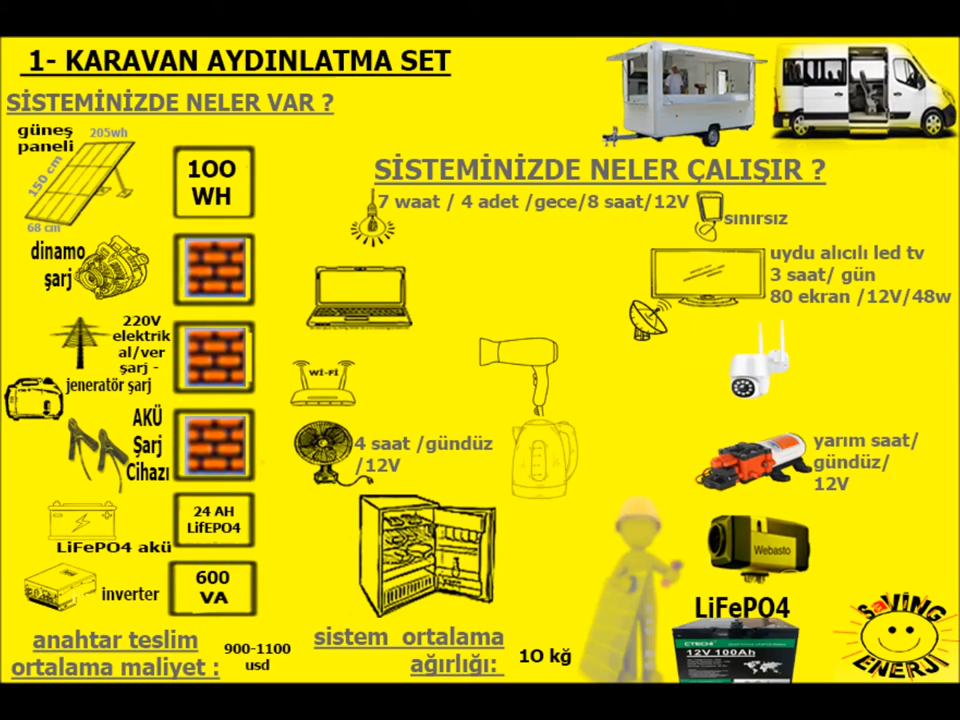 1- KARAVAN AYDINLATMA SET
SİSTEMİNİZDE NELER VAR ?
güneş
paneli
205wh
150 cm
68 cm
1OO
WH
dinamo
şarj
220V
elektrik
al/ver
şarj -
jeneratör şarj
AKÜ
Şarj
Cihazı
24 AH
LifEPO4
LiFePO4 akü
600
VA
inverter
anahtar teslim
ortalama maliyet :
900-1100
usd
SİSTEMİNİZDE NELER ÇALIŞIR ?
7 waat / 4 adet /gece/8 saat/12V
sınırsız
uydu alıcılı led tv
3 saat/ gün
80 ekran /12V/48w
Wİ-Fİ
4 saat /gündüz
/12V
yarım saat/
gündüz/
12V
Webasto
sistem ortalama
ağırlığı:
1O kğ
LiFePO4
CTECHI
12V 100Ah
SaVING
ENERJI